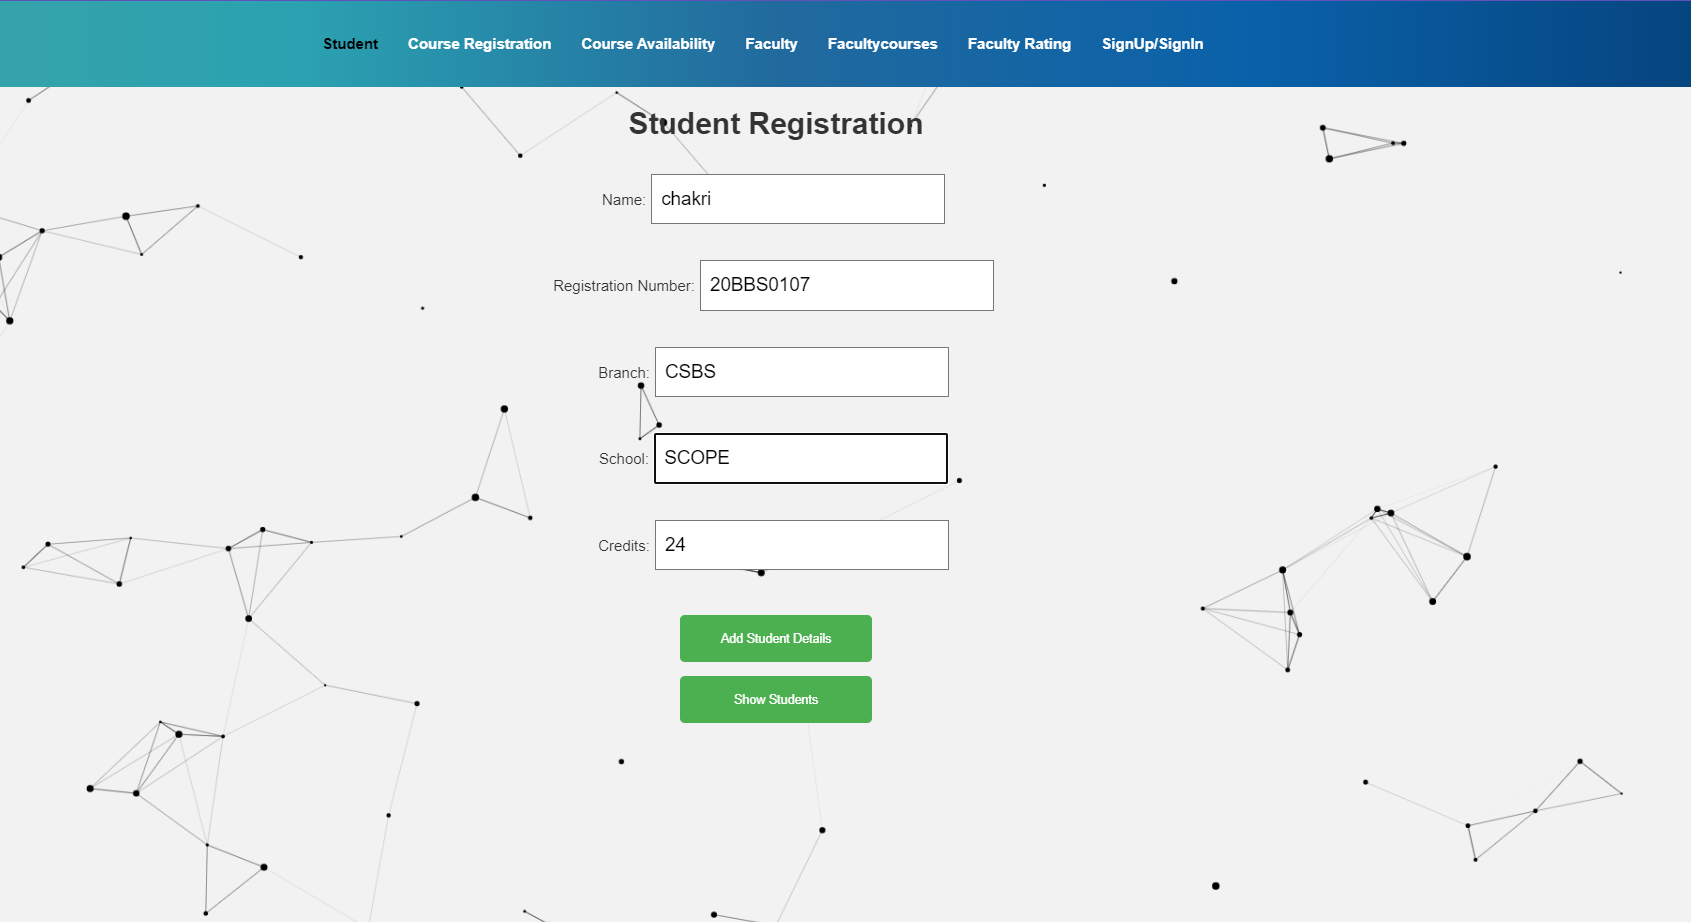 Student Course Registration Course Availability Faculty Facultycourses Faculty Rating SignUp/SignIn
Student Registration
Name: chakri
Registration Number: 20BBS0107
Branch: CSBS
School: SCOPE
Credits: 24
Add Student Details
Show Students